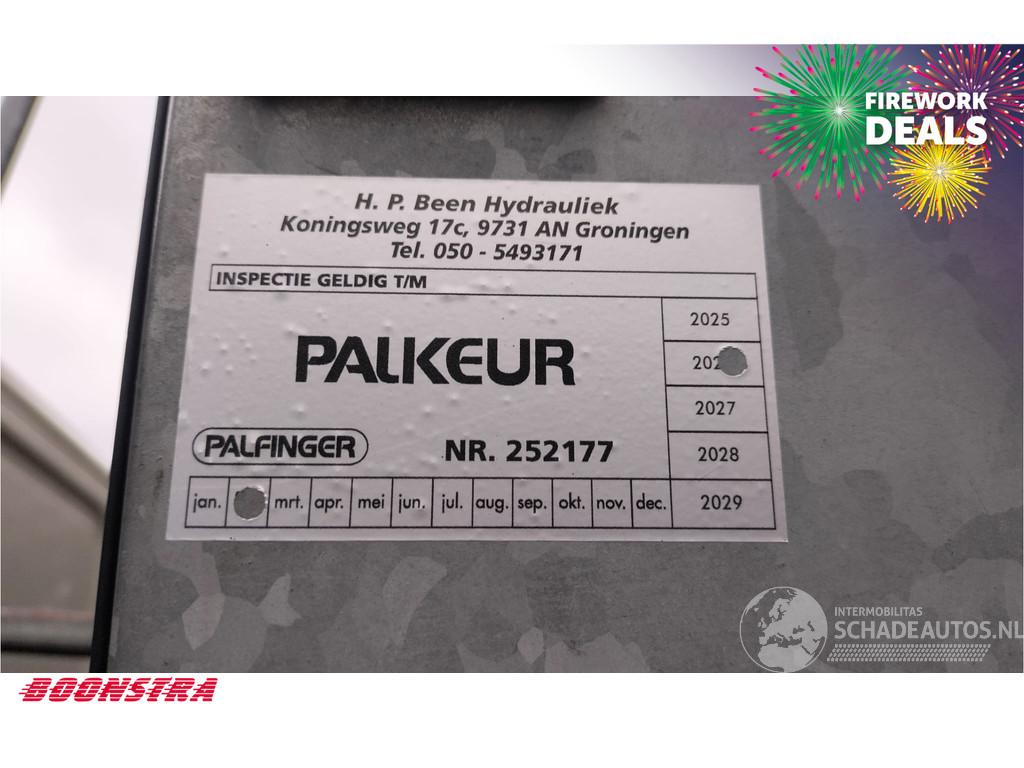 FIREWORK
DEALS
H. P. Been Hydrauliek
Koningsweg 17c, 9731 AN Groningen
Tel. 050 - 5493171
INSPECTIE GELDIG T/M
PALKEUR
2025
202
2027
2028
2029
PALFINGER
NR. 252177
jan. mrt. apr. mei jun. jul. aug. sep. okt. nov. dec.
INTERMOBILITAS
SCHADEAUTOS.NL
BOONSTRA